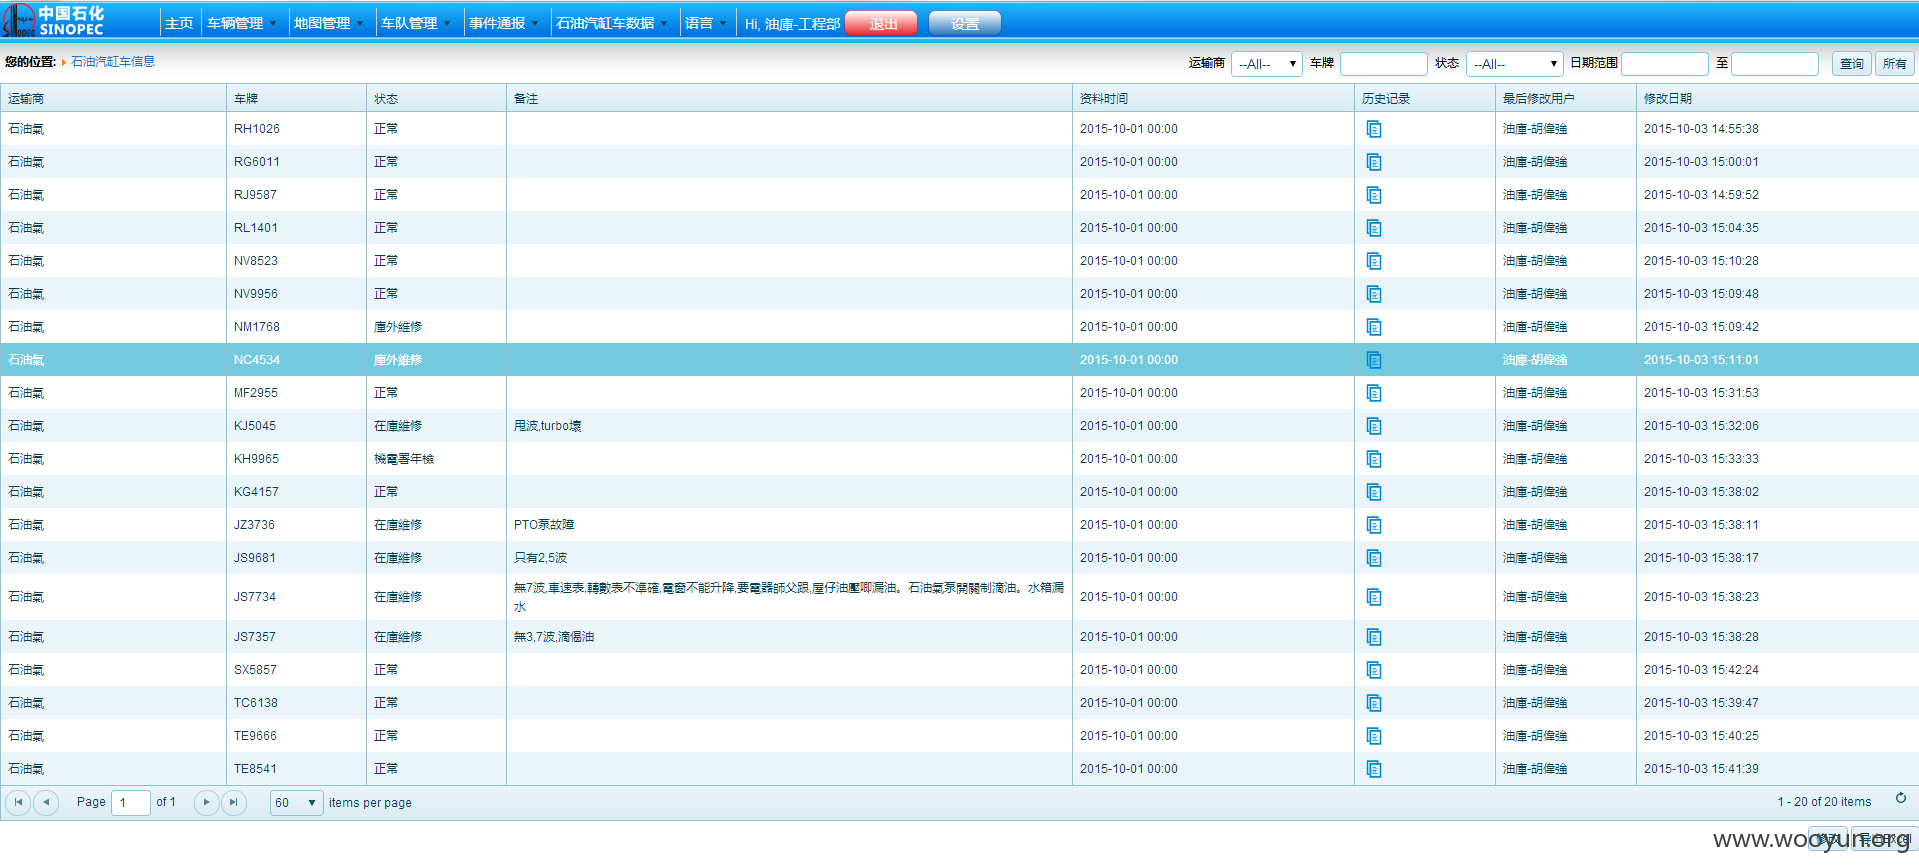 中国石化
SINOPEC
主页 车辆管理 地图管理 车队管理 事件通报 石油汽缸车数据 语言 Hi, 油庫-工程部 退出 设置
您的位置: 石油汽缸车信息 运输商 --All-- 车牌 状态 --All-- 日期范围 至 查询 所有
运输商 车牌 状态 备注 资料时间 历史记录 最后修改用户 修改日期
石油氣 RH1026 正常 2015-10-01 00:00 油庫-胡偉強 2015-10-03 14:55:38
石油氣 RG6011 正常 2015-10-01 00:00 油庫-胡偉強 2015-10-03 15:00:01
石油氣 RJ9587 正常 2015-10-01 00:00 油庫-胡偉強 2015-10-03 14:59:52
石油氣 RL1401 正常 2015-10-01 00:00 油庫-胡偉強 2015-10-03 15:04:35
石油氣 NV8523 正常 2015-10-01 00:00 油庫-胡偉強 2015-10-03 15:10:28
石油氣 NV9956 正常 2015-10-01 00:00 油庫-胡偉強 2015-10-03 15:09:48
石油氣 NM1768 庫外維修 2015-10-01 00:00 油庫-胡偉強 2015-10-03 15:09:42
石油氣 NC4534 庫外維修 2015-10-01 00:00 油庫-胡偉強 2015-10-03 15:11:01
石油氣 MF2955 正常 2015-10-01 00:00 油庫-胡偉強 2015-10-03 15:31:53
石油氣 KJ5045 在庫維修 甩波,turbo壞 2015-10-01 00:00 油庫-胡偉強 2015-10-03 15:32:06
石油氣 KH9965 機電署年檢 2015-10-01 00:00 油庫-胡偉強 2015-10-03 15:33:33
石油氣 KG4157 正常 2015-10-01 00:00 油庫-胡偉強 2015-10-03 15:38:02
石油氣 JZ3736 在庫維修 PTO泵故障 2015-10-01 00:00 油庫-胡偉強 2015-10-03 15:38:11
石油氣 JS9681 在庫維修 只有2,5波 2015-10-01 00:00 油庫-胡偉強 2015-10-03 15:38:17
石油氣 JS7734 在庫維修 無7波,車速表,轉數表不準確,電窗不能升降,要電器師父跟,屋仔油壓唧漏油。石油氣泵開關制滴油。水箱漏
水 2015-10-01 00:00 油庫-胡偉強 2015-10-03 15:38:23
石油氣 JS7357 在庫維修 無3,7波,滴偈油 2015-10-01 00:00 油庫-胡偉強 2015-10-03 15:38:28
石油氣 SX5857 正常 2015-10-01 00:00 油庫-胡偉強 2015-10-03 15:42:24
石油氣 TC6138 正常 2015-10-01 00:00 油庫-胡偉強 2015-10-03 15:39:47
石油氣 TE9666 正常 2015-10-01 00:00 油庫-胡偉強 2015-10-03 15:40:25
石油氣 TE8541 正常 2015-10-01 00:00 油庫-胡偉強 2015-10-03 15:41:39
Page 1 of 1 60 items per page 1 - 20 of 20 items
修改 导出Excel
www.wooyun.org